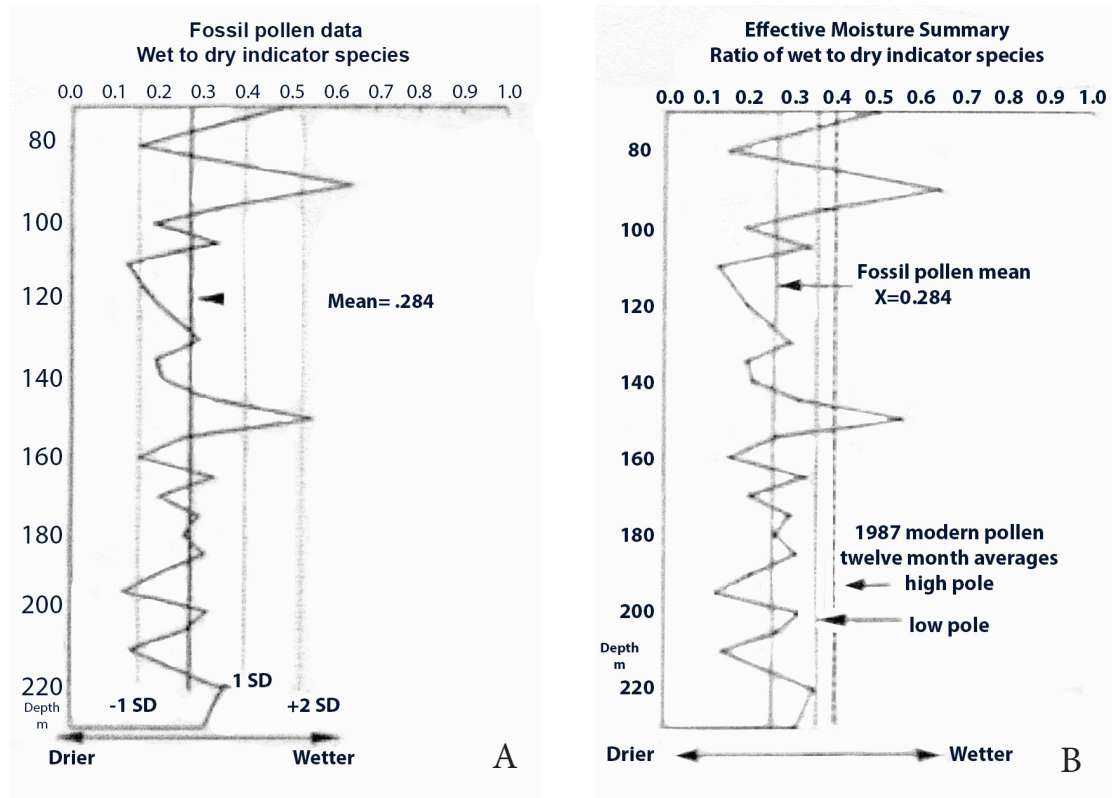 Fossil pollen data
Wet to dry indicator species
0.0 0.1 0.2 0.3 0.4 0.5 0.6 0.7 0.8 0.9 1.0
80
100
120
Mean= .284
140
160
180
200
220
Depth
m
-1 SD
1 SD
+2 SD
Drier
Wetter
A
Effective Moisture Summary
Ratio of wet to dry indicator species
0.0 0.1 0.2 0.3 0.4 0.5 0.6 0.7 0.8 0.9 1.0
80
100
Fossil pollen mean
X=0.284
120
140
160
180
1987 modern pollen
twelve month averages
high pole
200
low pole
Depth
m
220
Drier
Wetter
B